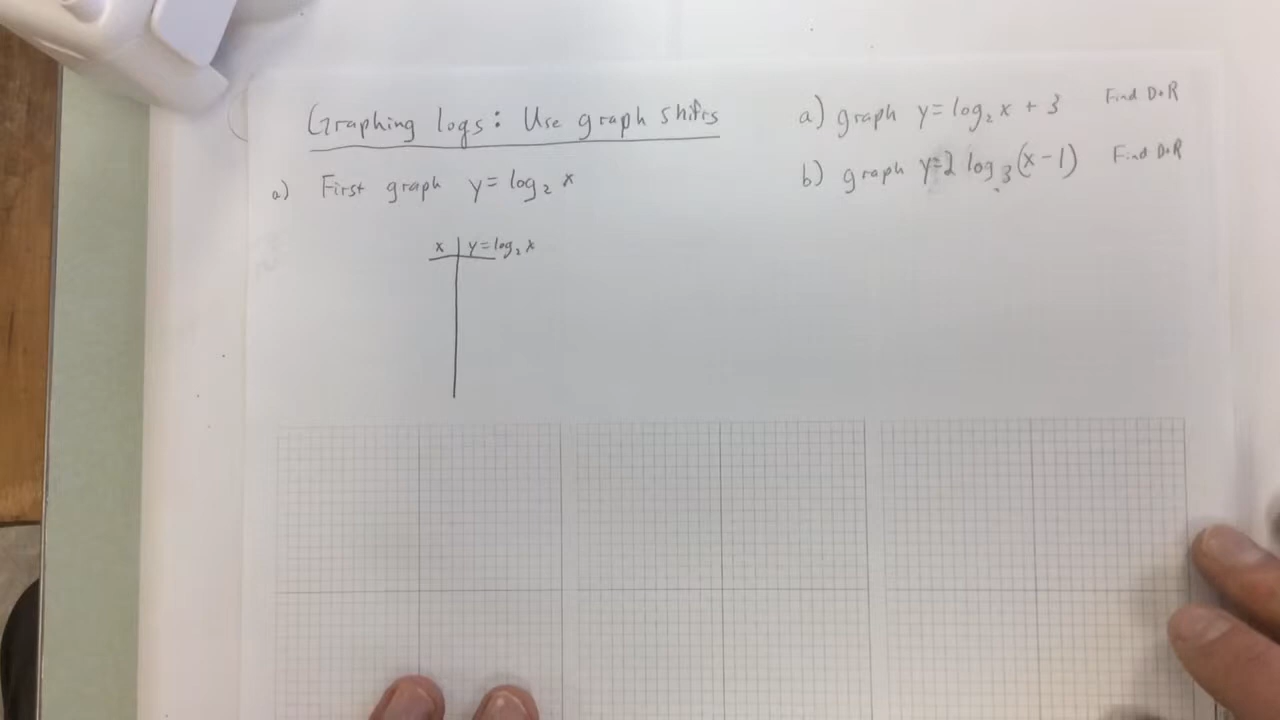 Graphing logs: Use graph shifts
a) First graph y = log₂ x
x | y = log₂ x
a) graph y = log₂ x + 3 Find D+R
b) graph y = 2 log₃ (x - 1) Find D+R